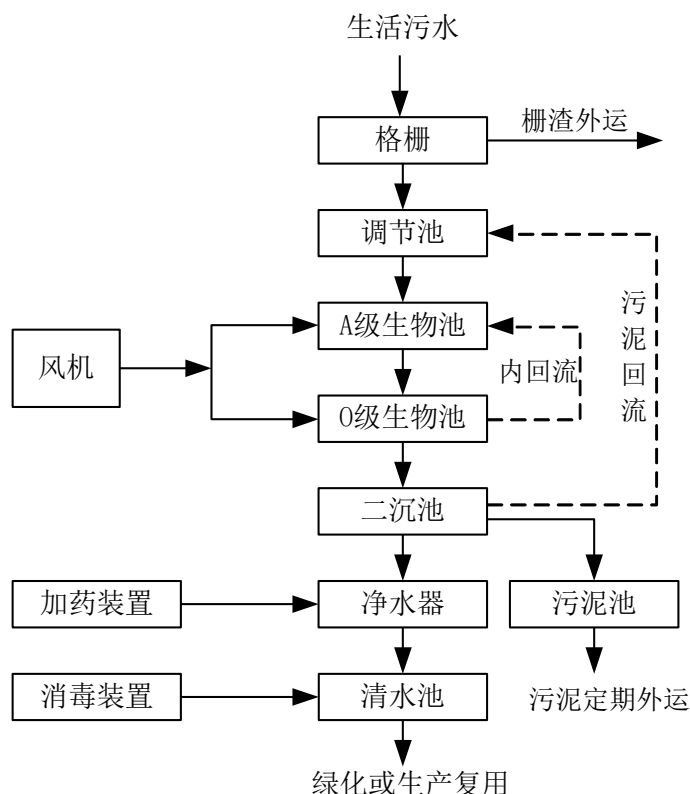 生活污水
格栅
栅渣外运
调节池
A级生物池
风机
内回流
污泥回流
O级生物池
二沉池
加药装置
净水器
污泥池
消毒装置
清水池
污泥定期外运
绿化或生产复用